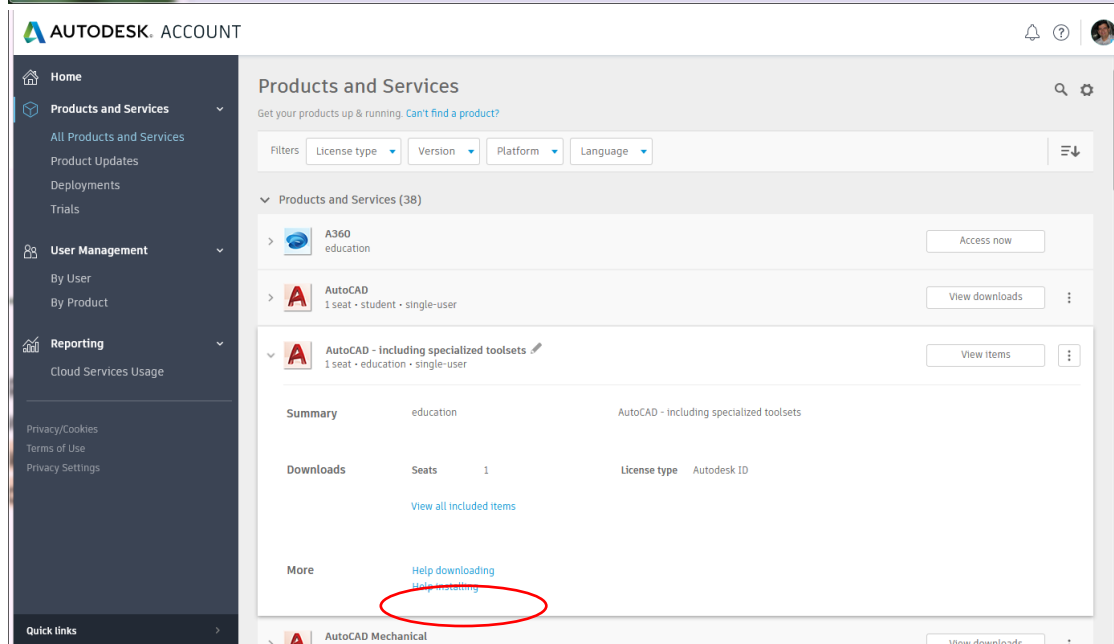 AUTODESK. ACCOUNT
Home
Products and Services
All Products and Services
Product Updates
Deployments
Trials
User Management
By User
By Product
Reporting
Cloud Services Usage
Privacy/Cookies
Terms of Use
Privacy Settings
Quick links
Products and Services
Get your products up & running. Can't find a product?
Filters License type Version Platform Language
Products and Services (38)
A360
education
Access now
AutoCAD
1 seat • student • single-user
View downloads
AutoCAD - including specialized toolsets
1 seat • education • single-user
View items
Summary education AutoCAD - including specialized toolsets
Downloads Seats 1 License type Autodesk ID
View all included items
More Help downloading
Help installing
AutoCAD Mechanical
View downloads